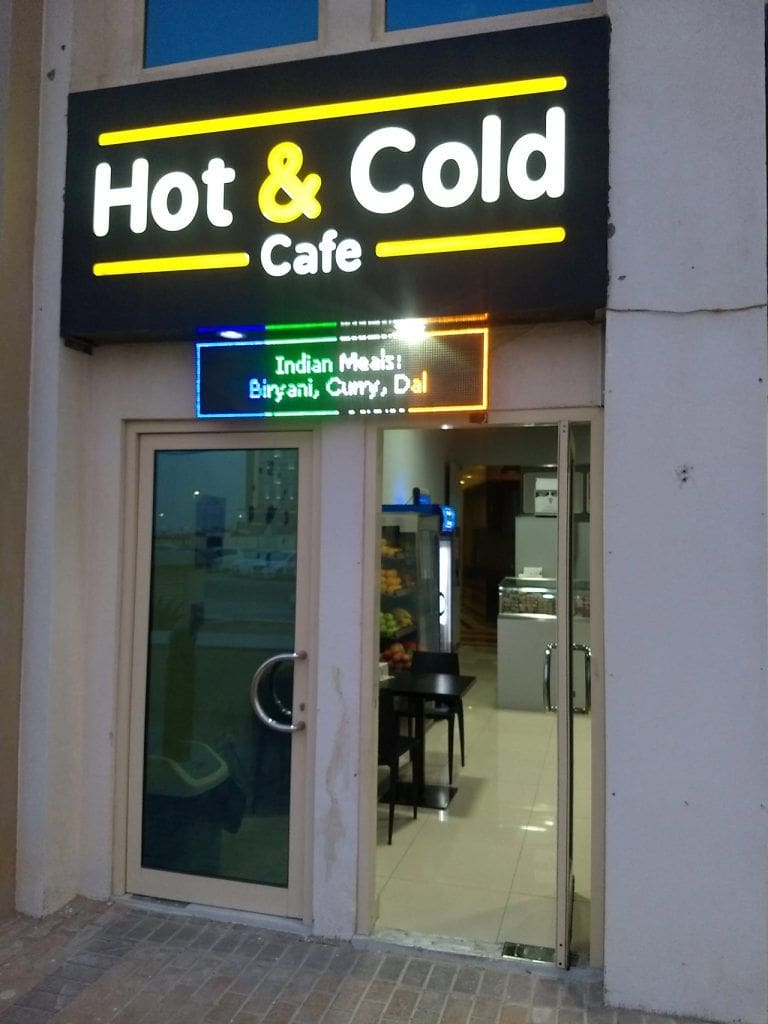 Hot & Cold
Cafe
Indian Meals:
Biryani, Curry, Dal